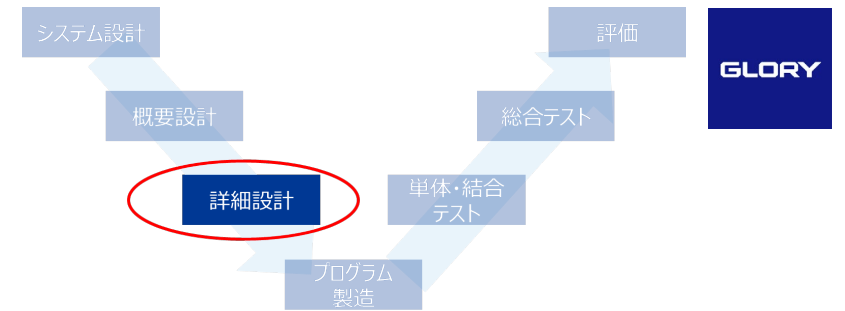 システム設計
評価
GLORY
概要設計
総合テスト
詳細設計
単体・結合
テスト
プログラム
製造